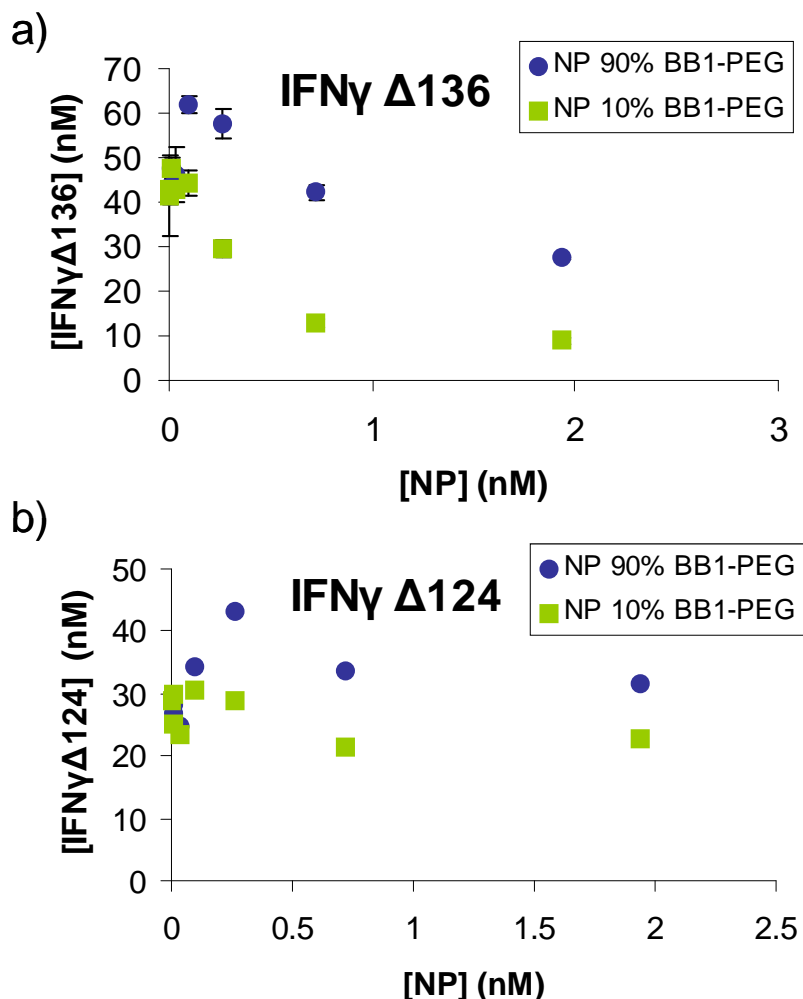 a)
NP 90% BB1-PEG
NP 10% BB1-PEG
IFNγ Δ136
[IFNγΔ136] (nM)
70
60
50
40
30
20
10
0
0 1 2 3
[NP] (nM)
b)
NP 90% BB1-PEG
NP 10% BB1-PEG
IFNγ Δ124
[IFNγΔ124] (nM)
50
40
30
20
10
0
0 0.5 1 1.5 2 2.5
[NP] (nM)